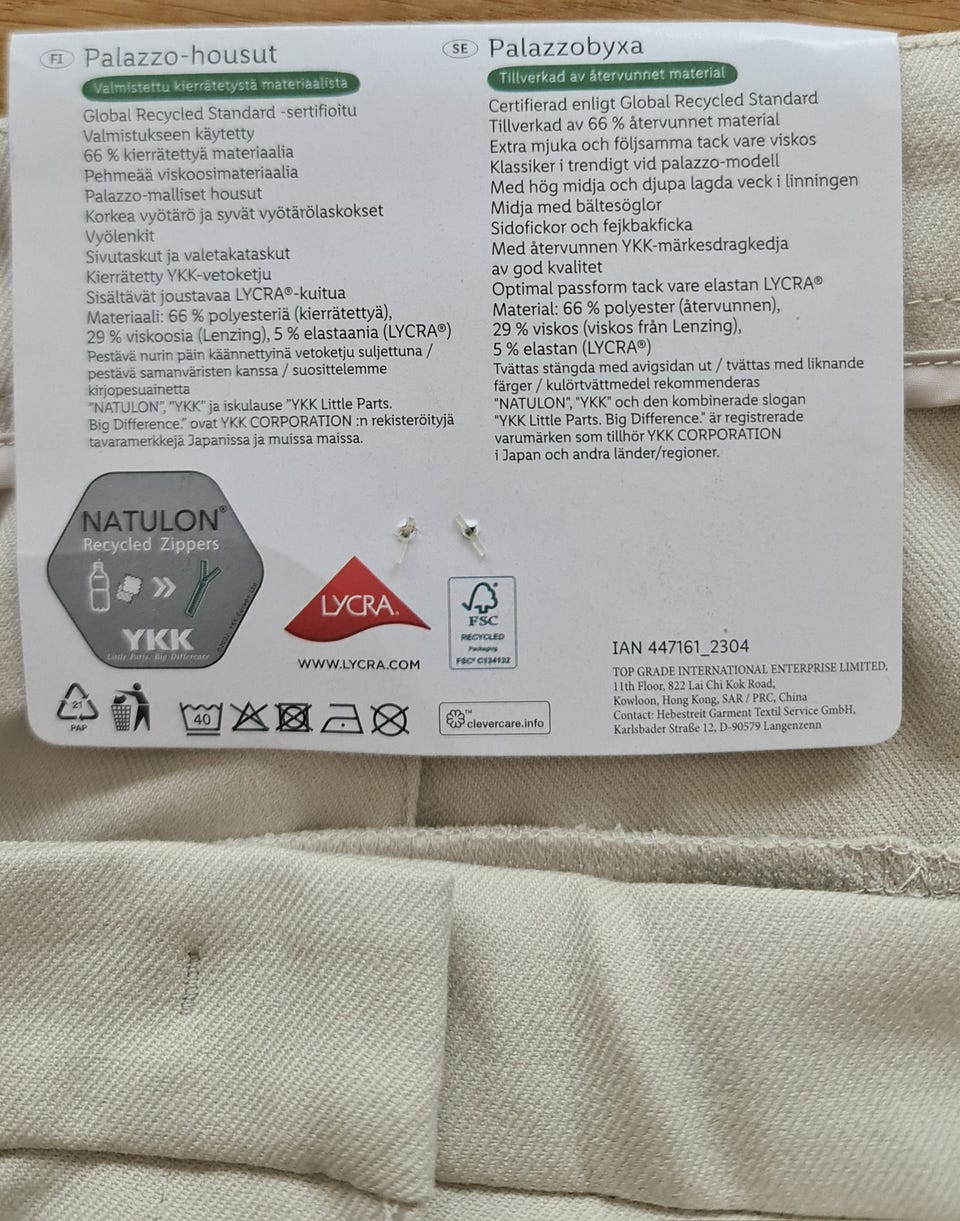 FI Palazzo-housut
Valmistettu kierrätetystä materiaalista
Global Recycled Standard -sertifioitu
Valmistukseen käytetty
66 % kierrätettyä materiaalia
Pehmeää viskoosimateriaalia
Palazzo-malliset housut
Korkea vyötärö ja syvät vyötärölaskokset
Vyölenkit
Sivutaskut ja valetakataskut
Kierrätetty YKK-vetoketju
Sisältävät joustavaa LYCRA®-kuitua
Materiaali: 66 % polyesteriä (kierrätettyä),
29 % viskoosia (Lenzing), 5 % elastaania (LYCRA®)
Pestävä nurin päin käännettyinä vetoketju suljettuna /
pestävä samanväristen kanssa / suosittelemme
kirjopesuainetta
"NATULON", "YKK" ja iskulause "YKK Little Parts.
Big Difference." ovat YKK CORPORATION :n rekisteröityjä
tavaramerkkejä Japanissa ja muissa maissa.
SE Palazzobyxa
Tillverkad av återvunnet material
Certifierad enligt Global Recycled Standard
Tillverkad av 66 % återvunnet material
Extra mjuka och följsamma tack vare viskos
Klassiker i trendigt vid palazzo-modell
Med hög midja och djupa lagda veck i linningen
Midja med bältesöglor
Sidofickor och fejkbakficka
Med återvunnen YKK-märkesdragkedja
av god kvalitet
Optimal passform tack vare elastan LYCRA®
Material: 66 % polyester (återvunnen),
29 % viskos (viskos från Lenzing),
5 % elastan (LYCRA®)
Tvättas stängda med avigsidan ut / tvättas med liknande
färger / kulörtvättmedel rekommenderas
"NATULON", "YKK" och den kombinerade slogan
"YKK Little Parts. Big Difference." är registrerade
varumärken som tillhör YKK CORPORATION
i Japan och andra länder/regioner.
NATULON®
Recycled Zippers
YKK
Little Parts. Big Difference.
LYCRA®
WWW.LYCRA.COM
FSC
RECYCLED
Packaging
FSC® C134132
21
PAP
40
™
clevercare.info
IAN 447161_2304
TOP GRADE INTERNATIONAL ENTERPRISE LIMITED,
11th Floor, 822 Lai Chi Kok Road,
Kowloon, Hong Kong, SAR / PRC, China
Contact: Hebestreit Garment Textil Service GmbH,
Karlsbader Straße 12, D-90579 Langenzenn